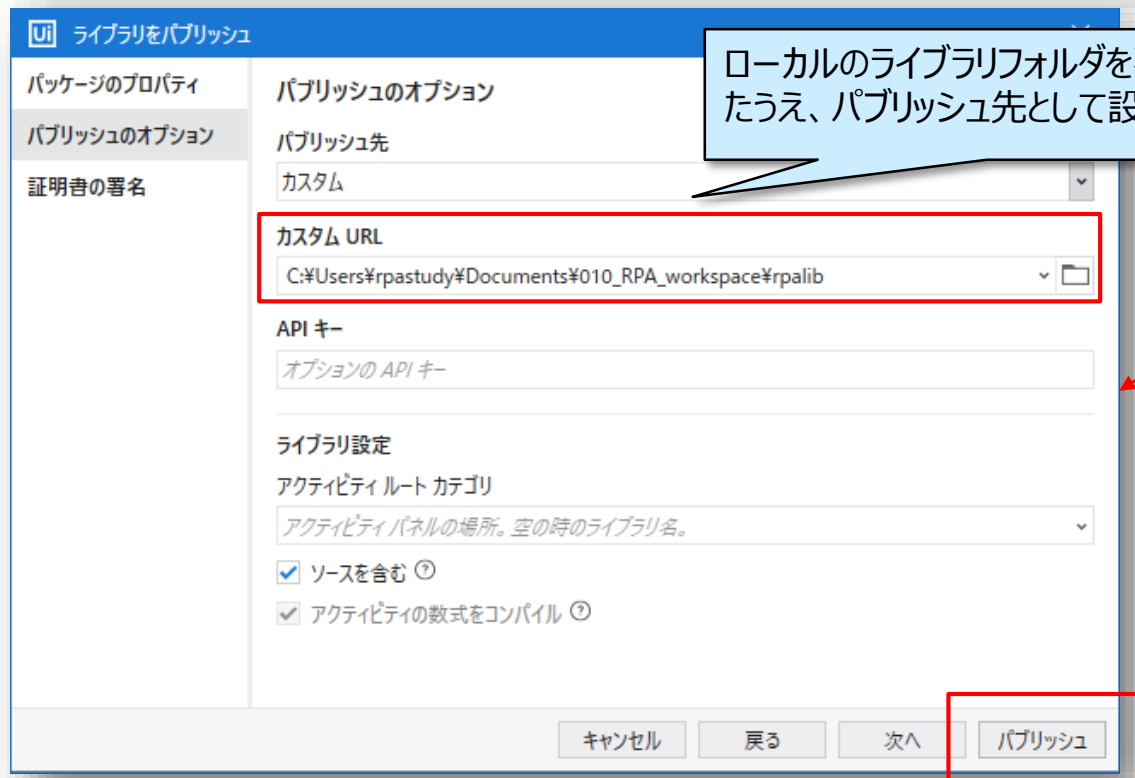 Ui ライブラリをパブリッシュ
ローカルのライブラリフォルダを
たうえ、パブリッシュ先として設
パッケージのプロパティ
パブリッシュのオプション
証明書の署名
パブリッシュのオプション
パブリッシュ先
カスタム
カスタム URL
C:¥Users¥rpastudy¥Documents¥010_RPA_workspace¥rpalib
API キー
オプションの API キー
ライブラリ設定
アクティビティ ルート カテゴリ
アクティビティ パネルの場所。空の時のライブラリ名。
ソースを含む ?
アクティビティの数式をコンパイル ?
キャンセル 戻る 次へ パブリッシュ